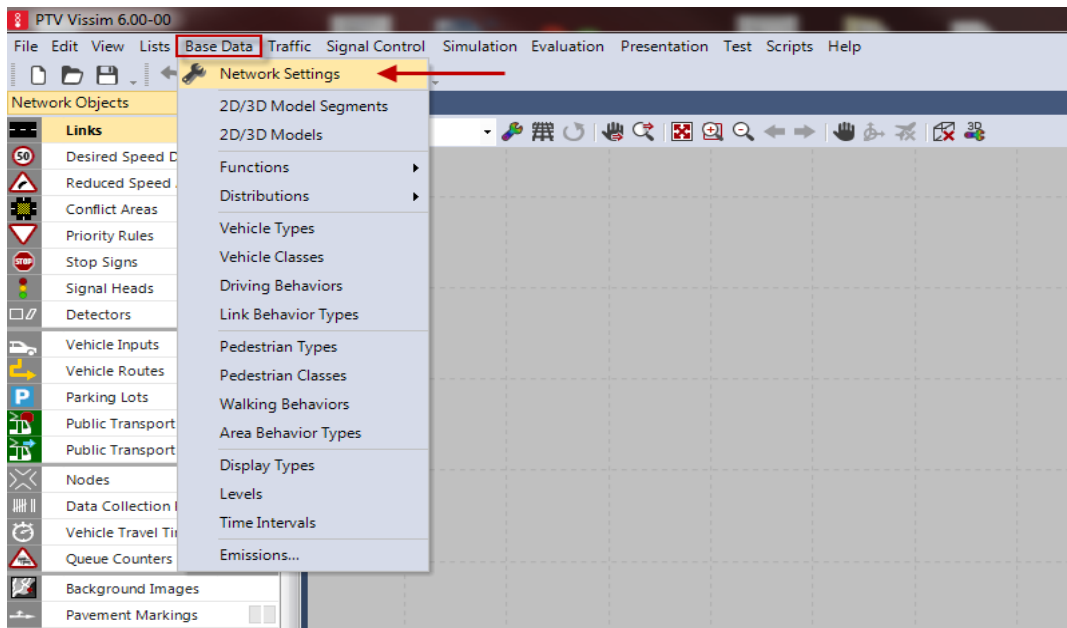 PTV Vissim 6.00-00
File Edit View Lists Base Data Traffic Signal Control Simulation Evaluation Presentation Test Scripts Help
Network Settings
Network Objects
2D/3D Model Segments
Links
2D/3D Models
50 Desired Speed D
Functions
Reduced Speed
Distributions
Conflict Areas
Vehicle Types
Priority Rules
Vehicle Classes
STOP Stop Signs
Driving Behaviors
Signal Heads
Link Behavior Types
Detectors
Pedestrian Types
Vehicle Inputs
Pedestrian Classes
Vehicle Routes
Walking Behaviors
P Parking Lots
Area Behavior Types
Public Transport
Public Transport
Display Types
Nodes
Levels
Data Collection
Time Intervals
Vehicle Travel Ti
Emissions...
Queue Counters
Background Images
Pavement Markings
3D